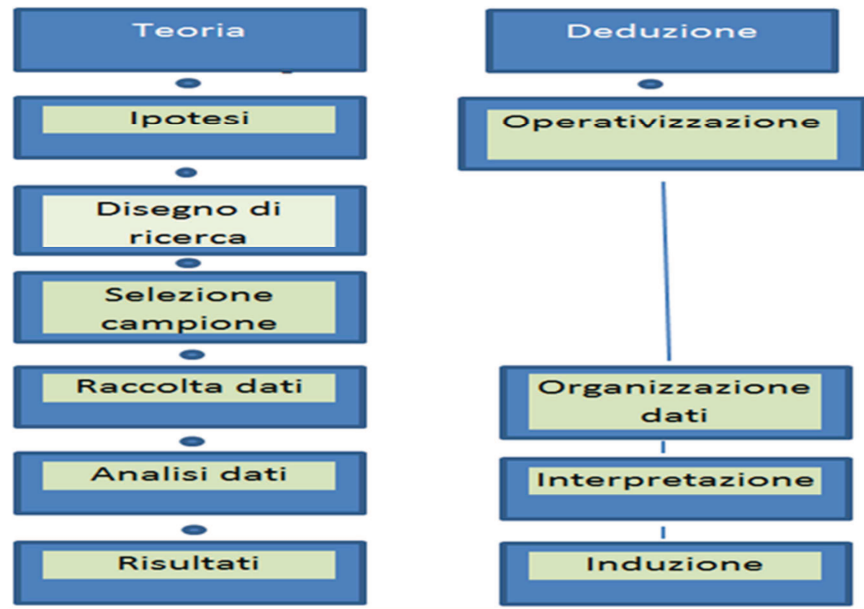 Teoria
Ipotesi
Disegno di
ricerca
Selezione
campione
Raccolta dati
Analisi dati
Risultati
Deduzione
Operativizzazione
Organizzazione
dati
Interpretazione
Induzione